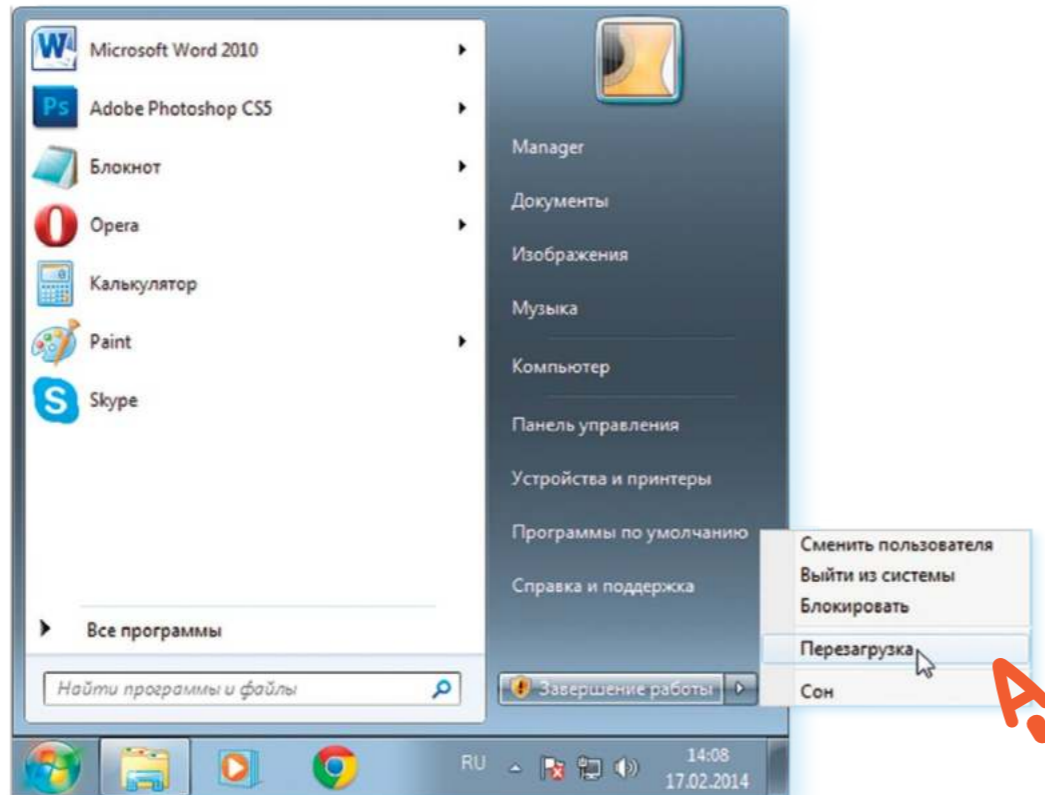 Microsoft Word 2010
Ps
Adobe Photoshop CS5
Блокнот
Opera
Калькулятор
Paint
Skype
Все программы
Найти программы и файлы
Manager
Документы
Изображения
Музыка
Компьютер
Панель управления
Устройства и принтеры
Программы по умолчанию
Справка и поддержка
Завершение работы
Сменить пользователя
Выйти из системы
Блокировать
Перезагрузка
Сон
RU
14:08
17.02.2014